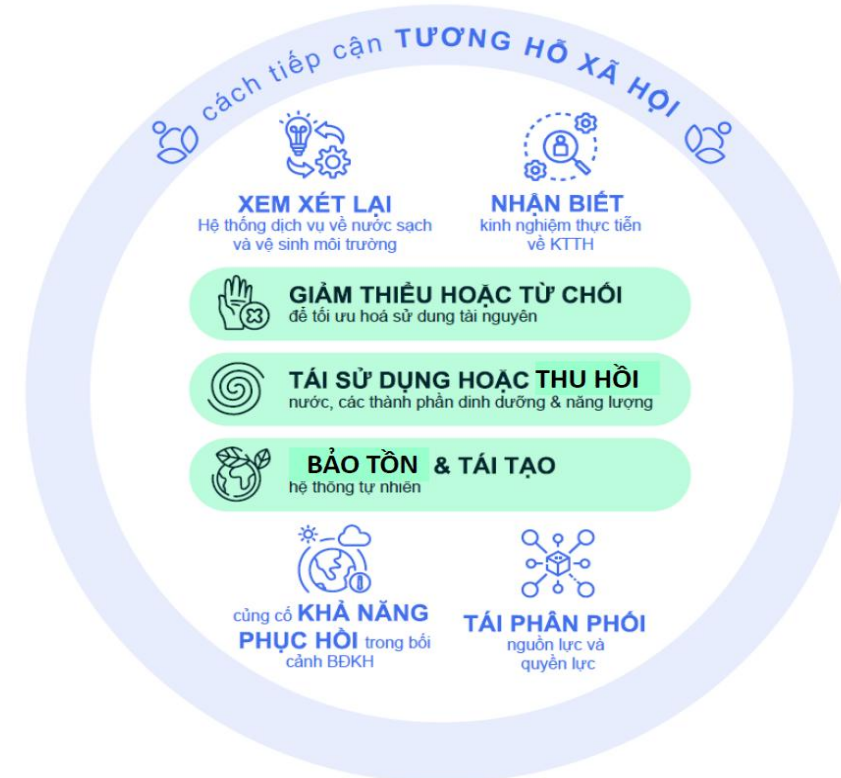 cách tiếp cận TƯƠNG HỖ XÃ HỘI
XEM XÉT LẠI
Hệ thống dịch vụ về nước sạch
và vệ sinh môi trường
NHẬN BIẾT
kinh nghiệm thực tiễn
về KTTH
GIẢM THIỂU HOẶC TỪ CHỐI
để tối ưu hoá sử dung tài nguyên
TÁI SỬ DỤNG HOẶC THU HỒI
nước, các thành phần dinh dưỡng & năng lượng
BẢO TỒN & TÁI TẠO
hệ thông tự nhiên
củng cố KHẢ NĂNG
PHỤC HỒI trong bối
cảnh BĐKH
TÁI PHÂN PHỐI
nguồn lực và
quyền lực